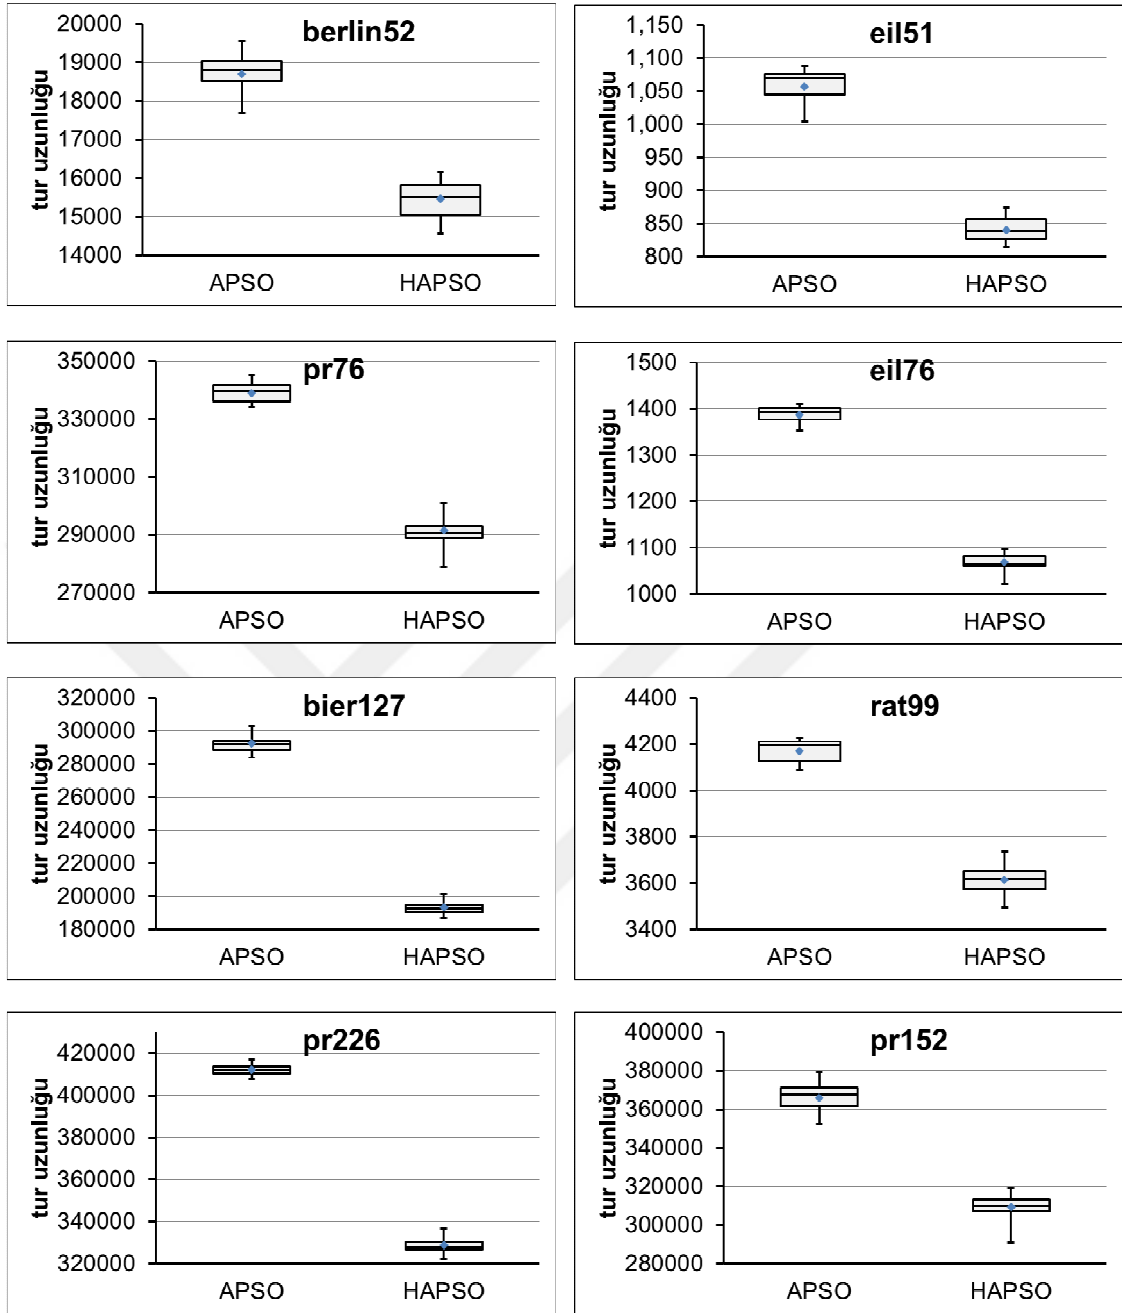 berlin52
tur uzunluğu
20000
19000
18000
17000
16000
15000
14000
APSO HAPSO
eil51
tur uzunluğu
1,150
1,100
1,050
1,000
950
900
850
800
APSO HAPSO
pr76
tur uzunluğu
350000
330000
310000
290000
270000
APSO HAPSO
eil76
tur uzunluğu
1500
1400
1300
1200
1100
1000
APSO HAPSO
bier127
tur uzunluğu
320000
300000
280000
260000
240000
220000
200000
180000
APSO HAPSO
rat99
tur uzunluğu
4400
4200
4000
3800
3600
3400
APSO HAPSO
pr226
tur uzunluğu
420000
400000
380000
360000
340000
320000
APSO HAPSO
pr152
tur uzunluğu
400000
380000
360000
340000
320000
300000
280000
APSO HAPSO